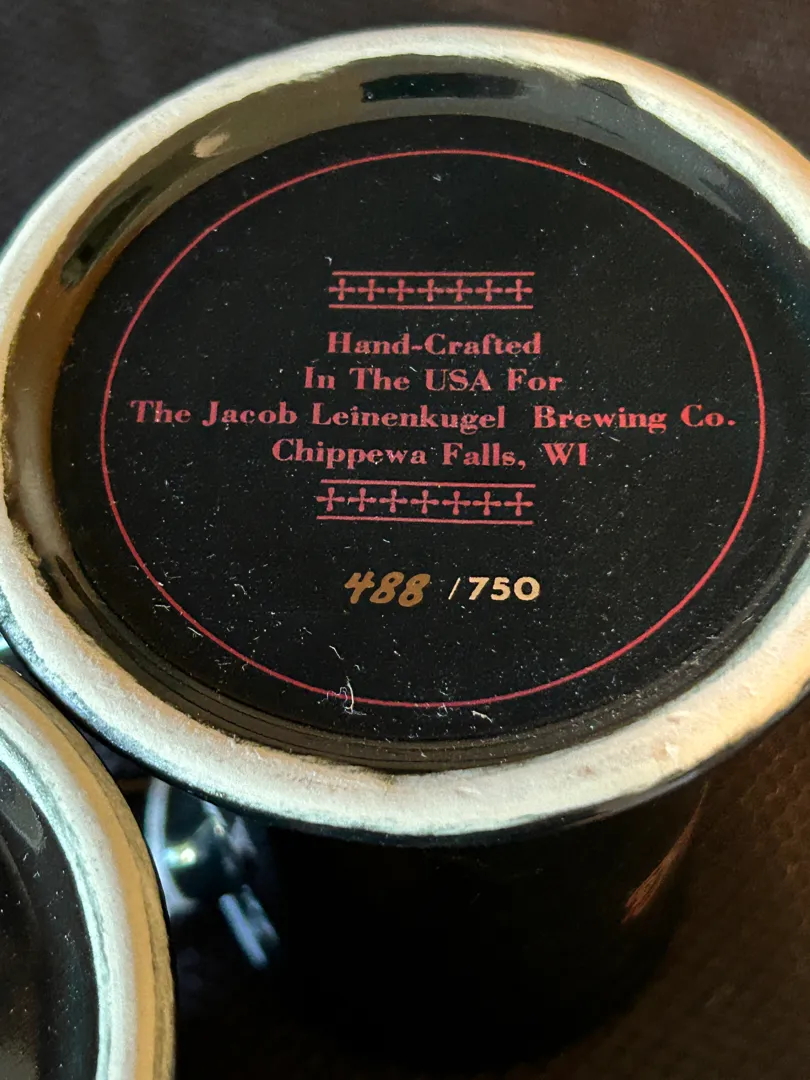 Hand-Crafted
In The USA For
The Jacob Leinenkugel Brewing Co.
Chippewa Falls, WI
488 /750